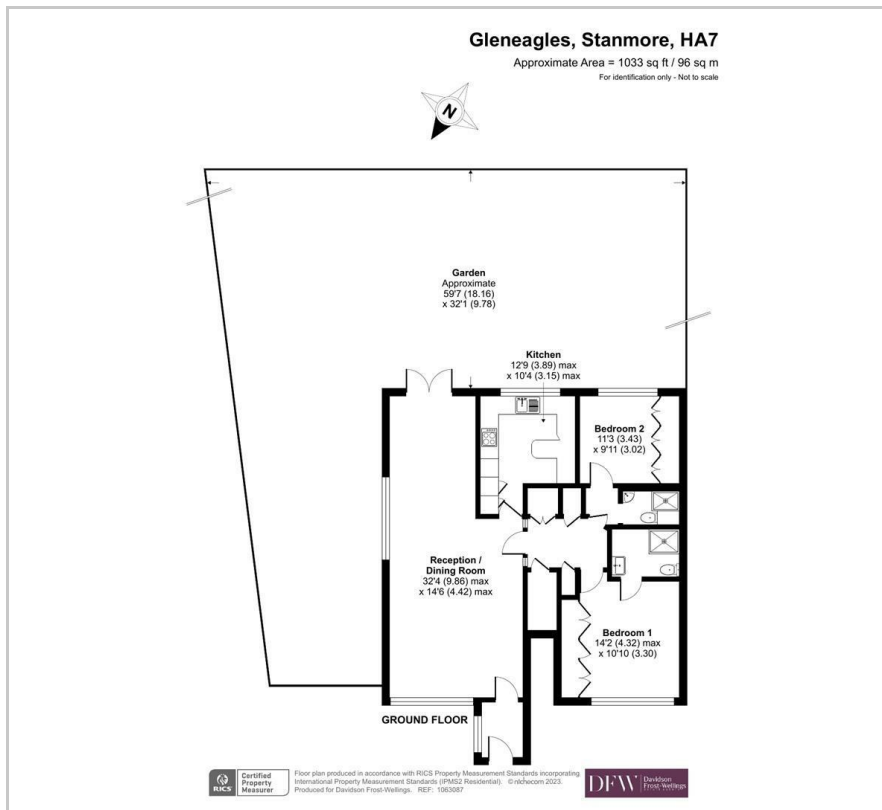 Gleneagles, Stanmore, HA7
Approximate Area = 1033 sq ft / 96 sq m
For identification only - Not to scale
N
Garden
Approximate
59'7 (18.16)
x 32'1 (9.78)
Kitchen
12'9 (3.89) max
x 10'4 (3.15) max
Bedroom 2
11'3 (3.43)
x 9'11 (3.02)
Reception /
Dining Room
32'4 (9.86) max
x 14'6 (4.42) max
Bedroom 1
14'2 (4.32) max
x 10'10 (3.30)
GROUND FLOOR
RICS
Certified
Property
Measurer
Floor plan produced in accordance with RICS Property Measurement Standards incorporating
International Property Measurement Standards (IPMS2 Residential). © nichecom 2023.
Produced for Davidson Frost-Wellings. REF: 1063087
DFW
Davidson
Frost-Wellings